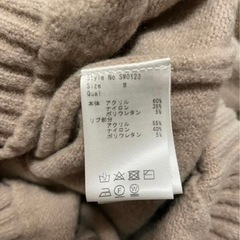 Style No SW0123
Size M
Qual
本体 アクリル 60%
ナイロン 35%
ポリウレタン 5%
リブ部分
アクリル 55%
ナイロン 40%
ポリウレタン 5%